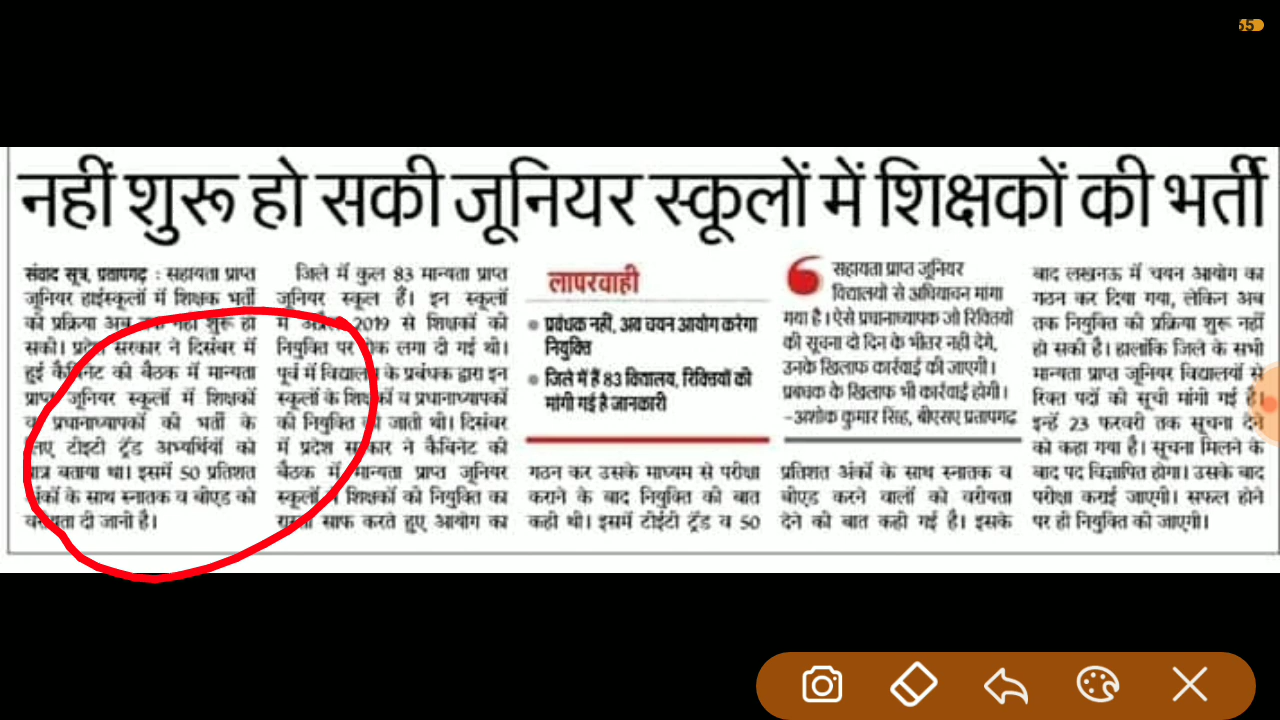 55
नहीं शुरू हो सकी जूनियर स्कूलों में शिक्षकों की भर्ती
संवाद सूत्र, प्रतापगढ़ : सहायता प्राप्त
जूनियर हाईस्कूलों में शिक्षक भर्ती
की प्रक्रिया अब तक नहीं शुरू हो
सकी। प्रदेश सरकार ने दिसंबर में
हुई कैबिनेट की बैठक में मान्यता
प्राप्त जूनियर स्कूलों में शिक्षकों
व प्रधानाध्यापकों की भर्ती के
लिए टीइटी ट्रेंड अभ्यर्थियों को
पात्र बताया था। इसमें 50 प्रतिशत
अंकों के साथ स्नातक व बीएड को
वरीयता दी जानी है।
जिले में कुल 83 मान्यता प्राप्त
जूनियर स्कूल हैं। इन स्कूलों
में अप्रैल 2019 से शिक्षकों की
नियुक्ति पर रोक लगा दी गई थी।
पूर्व में विद्यालय के प्रबंधक द्वारा इन
स्कूलों के शिक्षकों व प्रधानाध्यापकों
की नियुक्ति की जाती थी। दिसंबर
में प्रदेश सरकार ने कैबिनेट की
बैठक में मान्यता प्राप्त जूनियर
स्कूलों में शिक्षकों की नियुक्ति का
रास्ता साफ करते हुए आयोग का
लापरवाही
प्रबंधक नहीं, अब चयन आयोग करेगा
नियुक्ति
जिले में हैं 83 विद्यालय, रिक्तियों की
मांगी गई है जानकारी
गठन कर उसके माध्यम से परीक्षा
कराने के बाद नियुक्ति की बात
कही थी। इसमें टीईटी ट्रेंड व 50
सहायता प्राप्त जूनियर
विद्यालयों से अधियाचन मांगा
गया है। ऐसे प्रधानाध्यापक जो रिक्तियों
की सूचना दो दिन के भीतर नहीं देंगे,
उनके खिलाफ कार्रवाई की जाएगी।
प्रबंधक के खिलाफ भी कार्रवाई होगी।
-अशोक कुमार सिंह, बीएसए प्रतापगढ़
प्रतिशत अंकों के साथ स्नातक व
बीएड करने वालों को वरीयता
देने की बात कही गई है। इसके
बाद लखनऊ में चयन आयोग का
गठन कर दिया गया, लेकिन अब
तक नियुक्ति की प्रक्रिया शुरू नहीं
हो सकी है। हालांकि जिले के सभी
मान्यता प्राप्त जूनियर विद्यालयों से
रिक्त पदों की सूची मांगी गई है।
इन्हें 23 फरवरी तक सूचना देने
को कहा गया है। सूचना मिलने के
बाद पद विज्ञापित होगा। उसके बाद
परीक्षा कराई जाएगी। सफल होने
पर ही नियुक्ति की जाएगी।